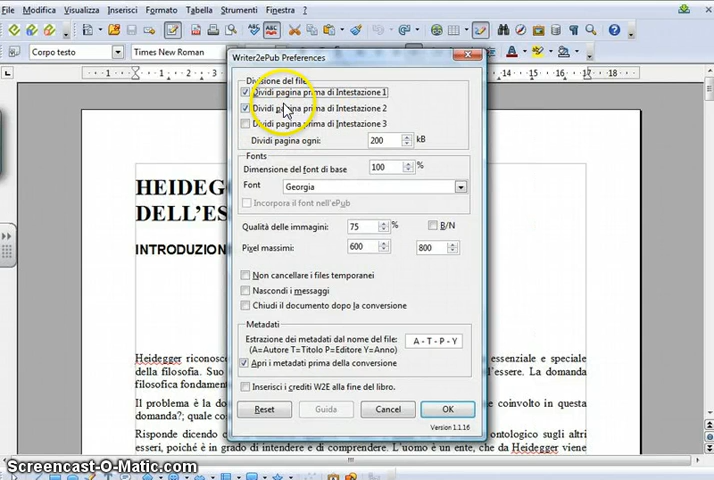 File Modifica Visualizza Inserisci Formato Tabella Strumenti Finestra ?
Corpo testo Times New Roman
Writer2ePub Preferences
Divisione del file
Dividi pagina prima di Intestazione 1
Dividi pagina prima di Intestazione 2
Dividi pagina prima di Intestazione 3
Dividi pagina ogni: 200 kB
Fonts
Dimensione del font di base 100 %
Font Georgia
Incorpora il font nell'ePub
Qualità delle immagini: 75 % B/N
Pixel massimi: 600 800
Non cancellare i files temporanei
Nascondi i messaggi
Chiudi il documento dopo la conversione
Metadati
Estrazione dei metadati dal nome del file:
(A=Autore T=Titolo P=Editore Y=Anno)
A - T - P - Y
Apri i metadati prima della conversione
Inserisci i crediti W2E alla fine del libro.
Reset Guida Cancel OK
Version 1.1.16
HEIDEG
DELL'ES
INTRODUZION
Heidegger riconosc essenziale e speciale
della filosofia. Suo l'essere. La domanda
filosofica fondament
Il problema è la do e coinvolto in questa
domanda?; quale co
Risponde dicendo c ontologico sugli altri
esseri, poiché è in grado di intendere e di comprendere. L'uomo è un ente, che da Heidegger viene
Screencast-O-Matic.com